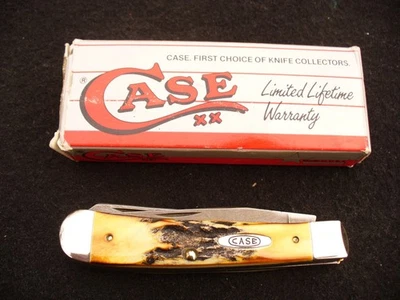 CASE. FIRST CHOICE OF KNIFE COLLECTORS.
®
CASE
XX
Limited Lifetime
Warranty
CASE